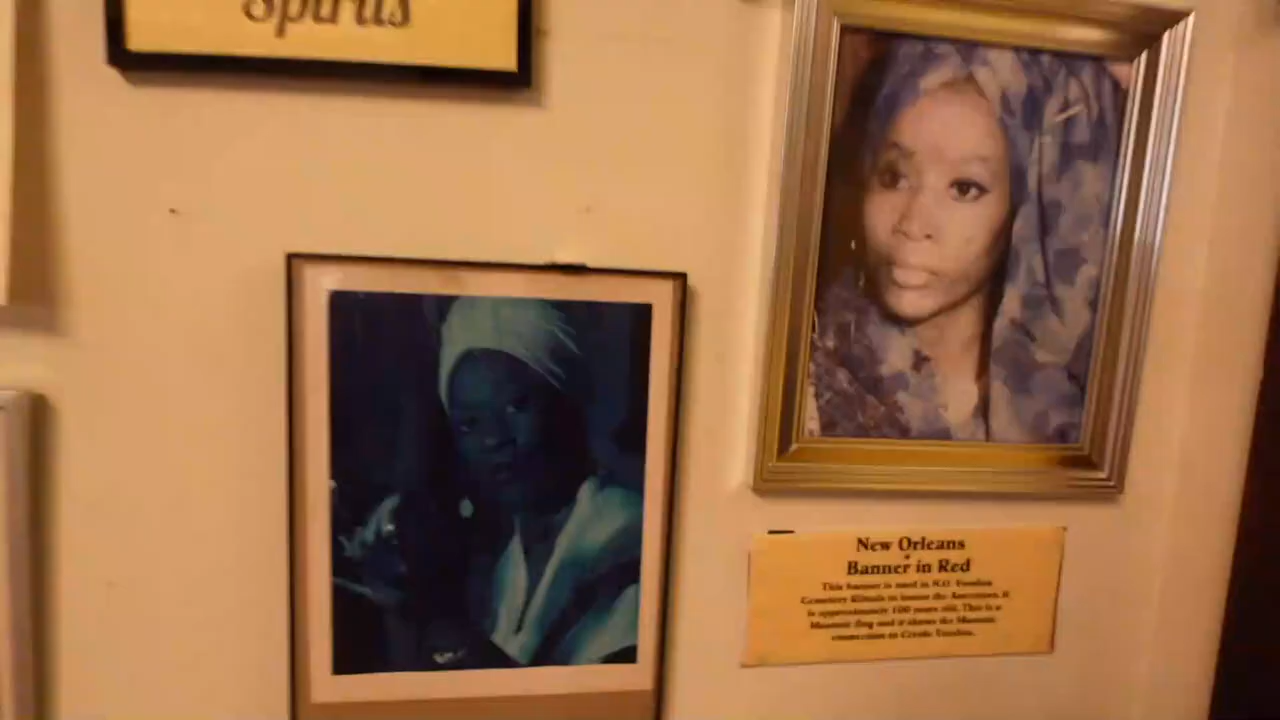 Spirits
New Orleans
Banner in Red
This banner is used in N.O. Voodoo
Cemetery Rituals to honor the Ancestors. It
is approximately 100 years old. This is a
Masonic flag and it shows the Masonic
connection to Creole Voodoo.